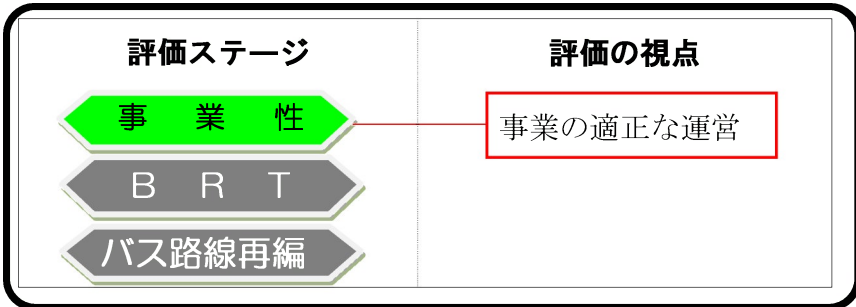 評価ステージ
評価の視点
事業性
事業の適正な運営
ＢＲＴ
バス路線再編